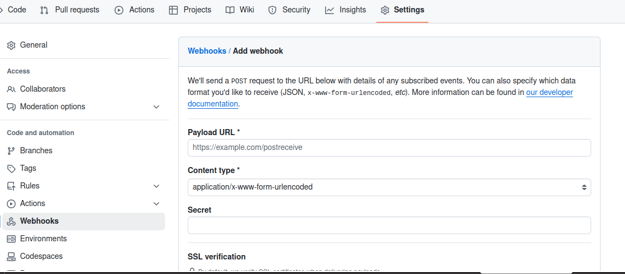 Code Pull requests Actions Projects Wiki Security Insights Settings
General
Access
Collaborators
Moderation options
Code and automation
Branches
Tags
Rules
Actions
Webhooks
Environments
Codespaces
Webhooks / Add webhook
We'll send a POST request to the URL below with details of any subscribed events. You can also specify which data
format you'd like to receive (JSON, x-www-form-urlencoded, etc). More information can be found in our developer
documentation.
Payload URL *
https://example.com/postreceive
Content type *
application/x-www-form-urlencoded
Secret
SSL verification